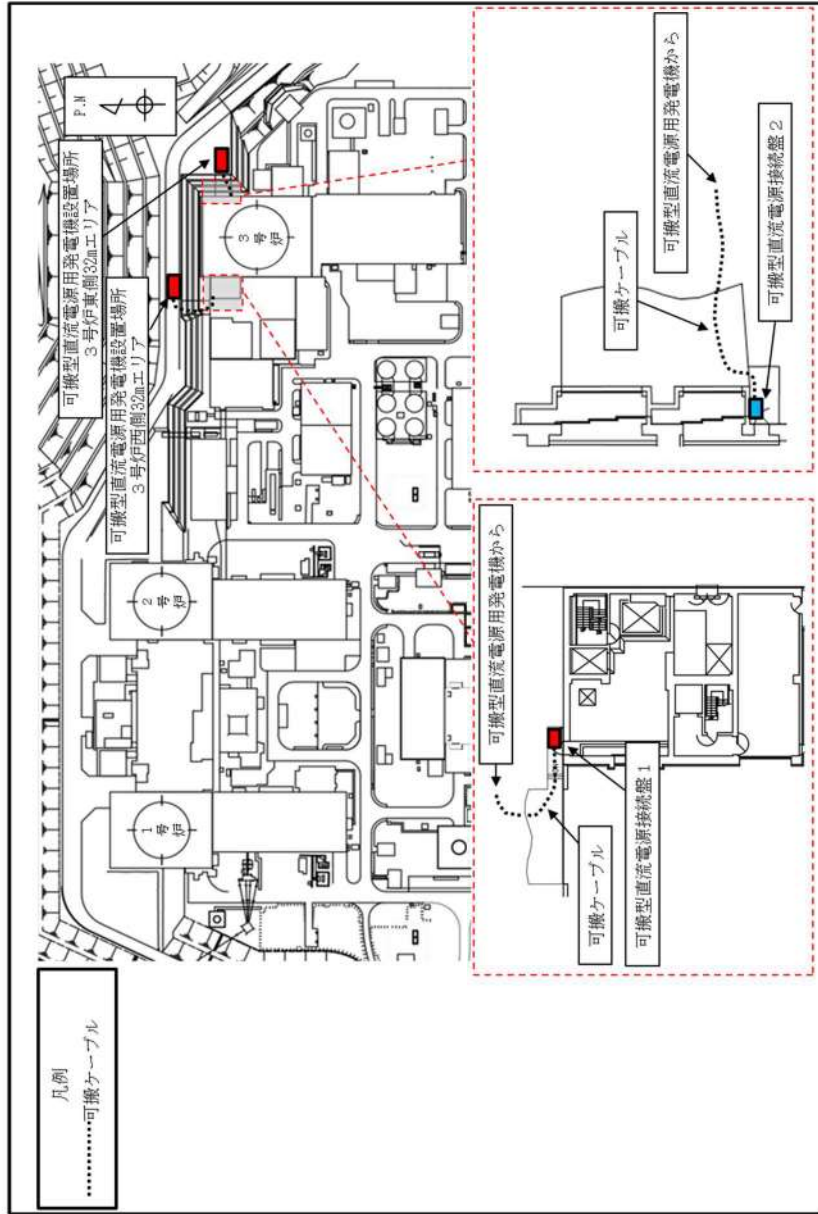 凡例
可搬ケーブル
可搬型直流電源用発電機設置場所
3号炉東側32mエリア
可搬型直流電源用発電機設置場所
3号炉西側32mエリア
P.N
1号炉
2号炉
3号炉
可搬型直流電源用発電機から
可搬ケーブル
可搬型直流電源接続盤1
可搬型直流電源用発電機から
可搬ケーブル
可搬型直流電源接続盤2